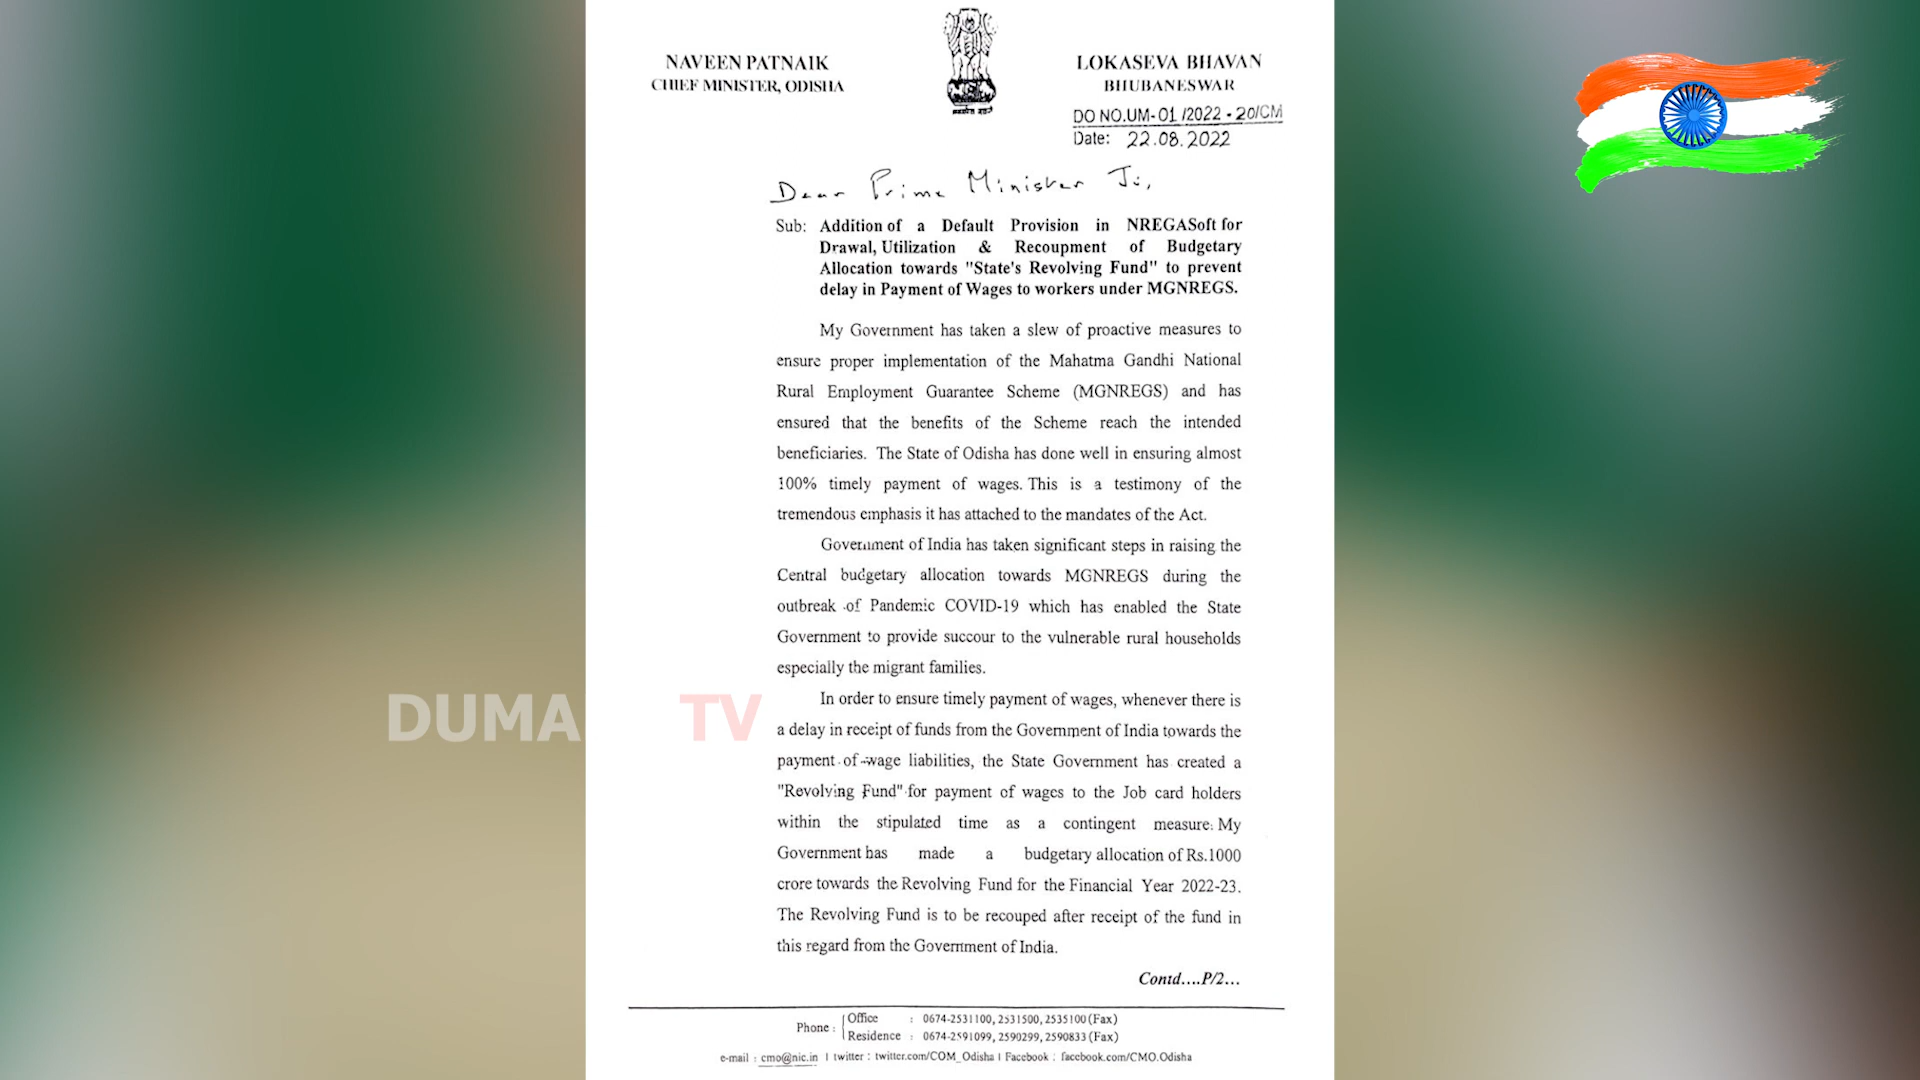 NAVEEN PATNAIK
CHIEF MINISTER, ODISHA
LOKASEVA BHAVAN
BHUBANESWAR
DO NO.UM-01/2022-20/CM
Date: 22.08.2022
Dear Prime Minister Ji,
Sub: Addition of a Default Provision in NREGASoft for
Drawal, Utilization & Recoupment of Budgetary
Allocation towards "State's Revolving Fund" to prevent
delay in Payment of Wages to workers under MGNREGS.
My Government has taken a slew of proactive measures to
ensure proper implementation of the Mahatma Gandhi National
Rural Employment Guarantee Scheme (MGNREGS) and has
ensured that the benefits of the Scheme reach the intended
beneficiaries. The State of Odisha has done well in ensuring almost
100% timely payment of wages. This is a testimony of the
tremendous emphasis it has attached to the mandates of the Act.
Government of India has taken significant steps in raising the
Central budgetary allocation towards MGNREGS during the
outbreak of Pandemic COVID-19 which has enabled the State
Government to provide succour to the vulnerable rural households
especially the migrant families.
In order to ensure timely payment of wages, whenever there is
a delay in receipt of funds from the Government of India towards the
payment of wage liabilities, the State Government has created a
"Revolving Fund" for payment of wages to the Job card holders
within the stipulated time as a contingent measure. My
Government has made a budgetary allocation of Rs.1000
crore towards the Revolving Fund for the Financial Year 2022-23.
The Revolving Fund is to be recouped after receipt of the fund in
this regard from the Government of India.
Contd....P/2...
Phone : Office : 0674-2531100, 2531500, 2535100 (Fax)
Residence : 0674-2591099, 2590299, 2590833 (Fax)
e-mail : cmo@nic.in | twitter : twitter.com/COM_Odisha | Facebook : facebook.com/CMO.Odisha
DUMA TV